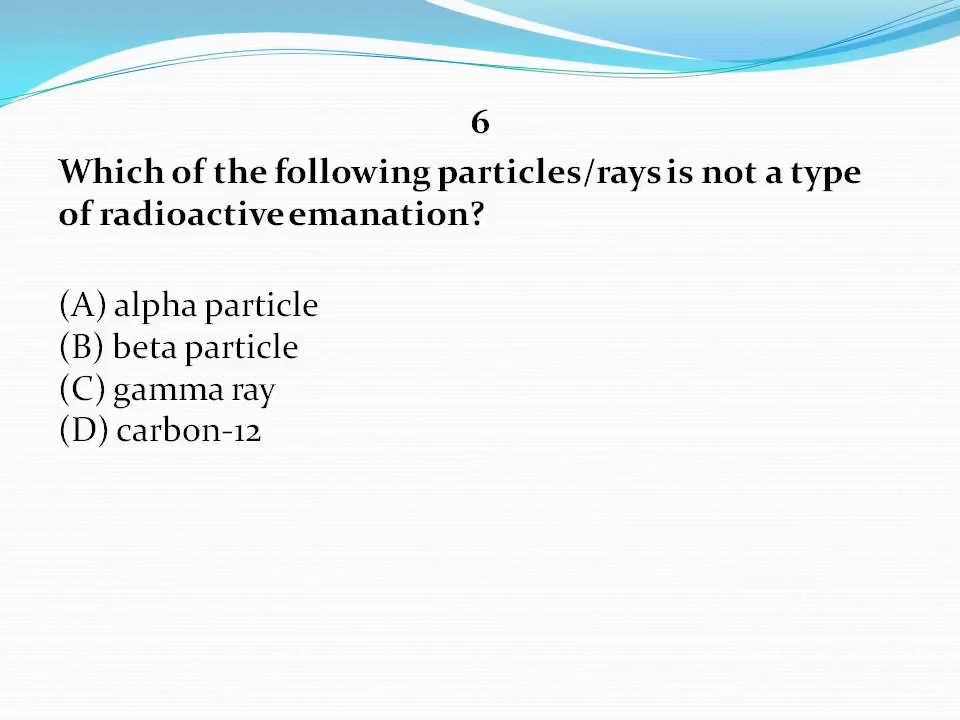 6
Which of the following particles/rays is not a type
of radioactive emanation?
(A) alpha particle
(B) beta particle
(C) gamma ray
(D) carbon-12